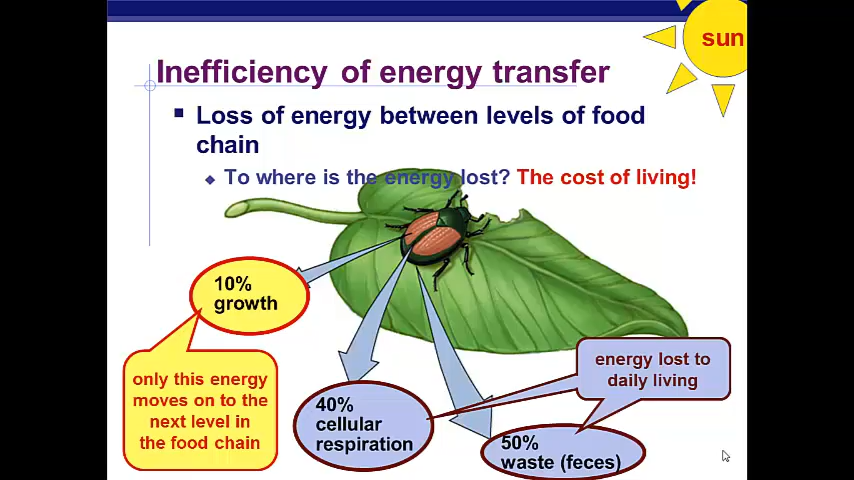 sun
Inefficiency of energy transfer
Loss of energy between levels of food
chain
To where is the energy lost? The cost of living!
10%
growth
only this energy
moves on to the
next level in
the food chain
40%
cellular
respiration
energy lost to
daily living
50%
waste (feces)